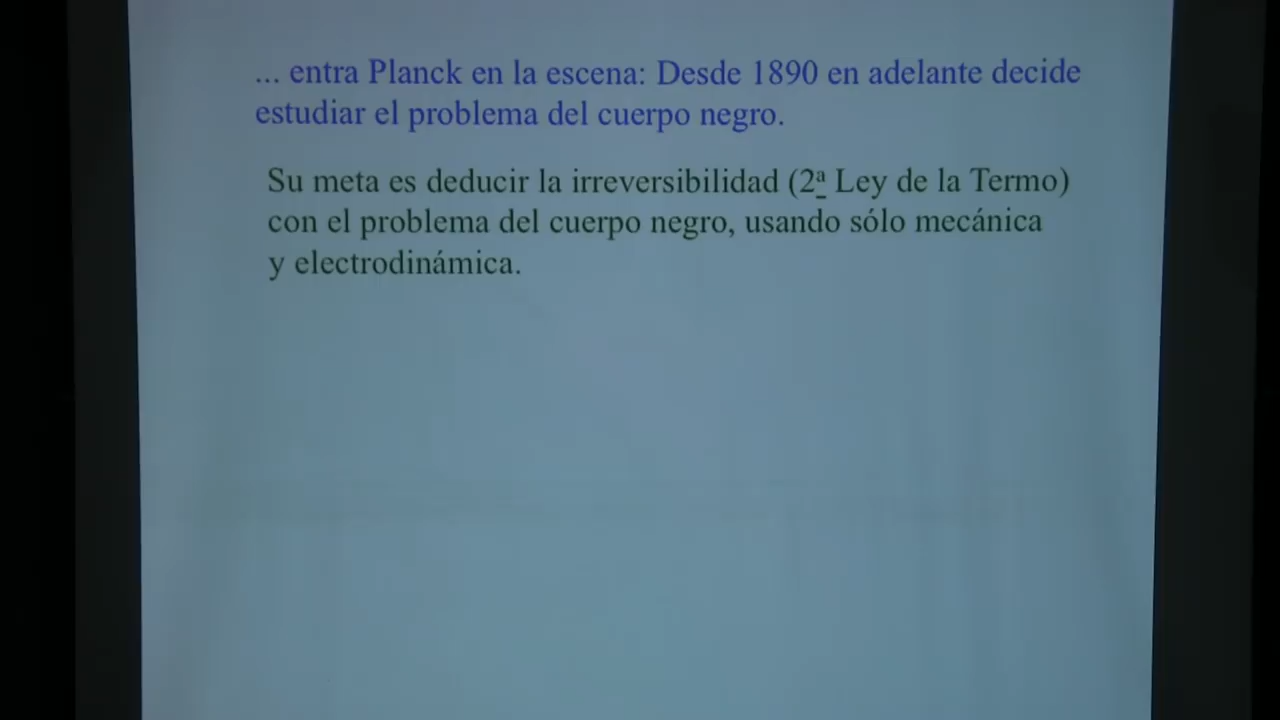 ... entra Planck en la escena: Desde 1890 en adelante decide
estudiar el problema del cuerpo negro.
Su meta es deducir la irreversibilidad (2ª Ley de la Termo)
con el problema del cuerpo negro, usando sólo mecánica
y electrodinámica.